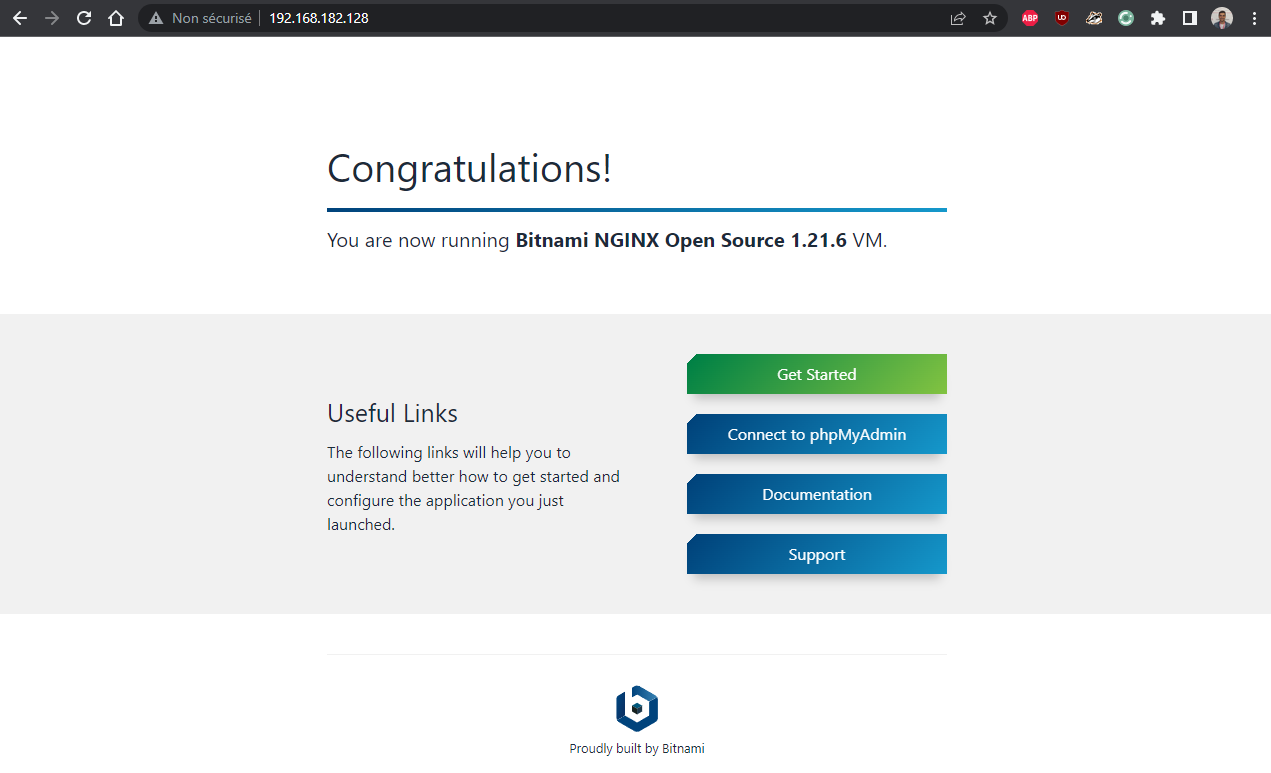 Non sécurisé 192.168.182.128
ABP
UD
Congratulations!
You are now running Bitnami NGINX Open Source 1.21.6 VM.
Useful Links
The following links will help you to
understand better how to get started and
configure the application you just
launched.
Get Started
Connect to phpMyAdmin
Documentation
Support
b
Proudly built by Bitnami